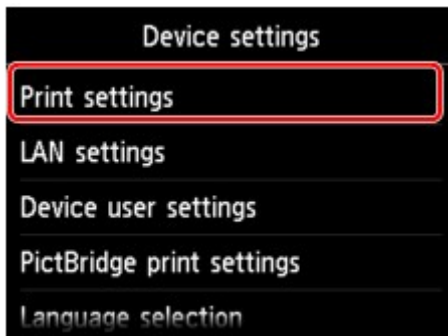 Device settings
Print settings
LAN settings
Device user settings
PictBridge print settings
Language selection